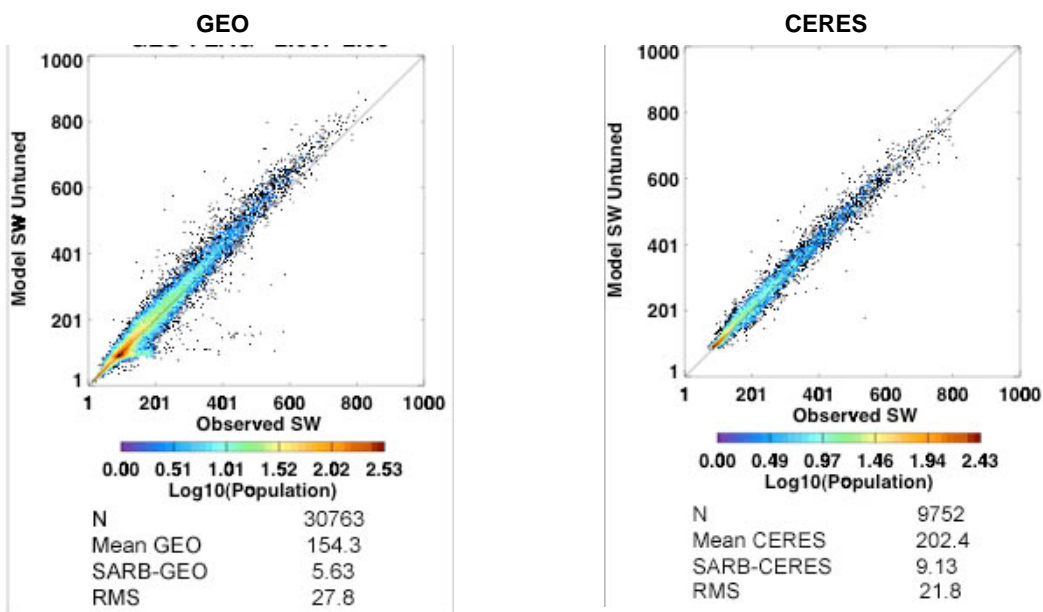 GEO
CERES
1000
800
600
401
201
1
Model SW Untuned
1 201 401 600 800 1000
Observed SW
0.00 0.51 1.01 1.52 2.02 2.53
Log10(Population)
N 30763
Mean GEO 154.3
SARB-GEO 5.63
RMS 27.8
1000
800
600
401
201
1
Model SW Untuned
1 201 401 600 800 1000
Observed SW
0.00 0.49 0.97 1.46 1.94 2.43
Log10(Population)
N 9752
Mean CERES 202.4
SARB-CERES 9.13
RMS 21.8